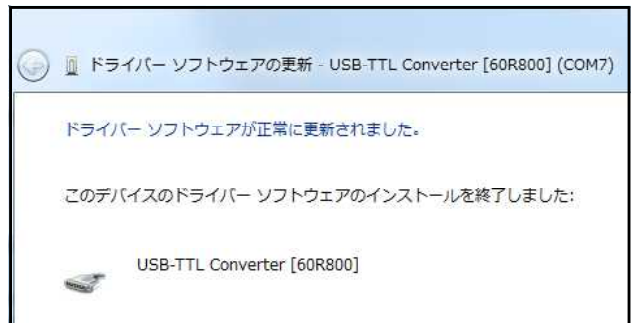 ドライバー ソフトウェアの更新 - USB-TTL Converter [60R800] (COM7)
ドライバー ソフトウェアが正常に更新されました。
このデバイスのドライバー ソフトウェアのインストールを終了しました:
USB-TTL Converter [60R800]